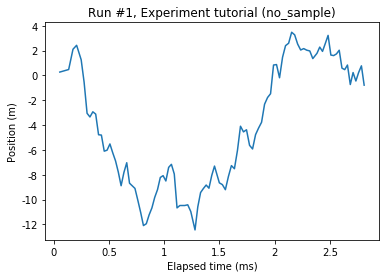 Run #1, Experiment tutorial (no_sample)
Position (m)
4
2
0
-2
-4
-6
-8
-10
-12
0 0.5 1 1.5 2 2.5
Elapsed time (ms)